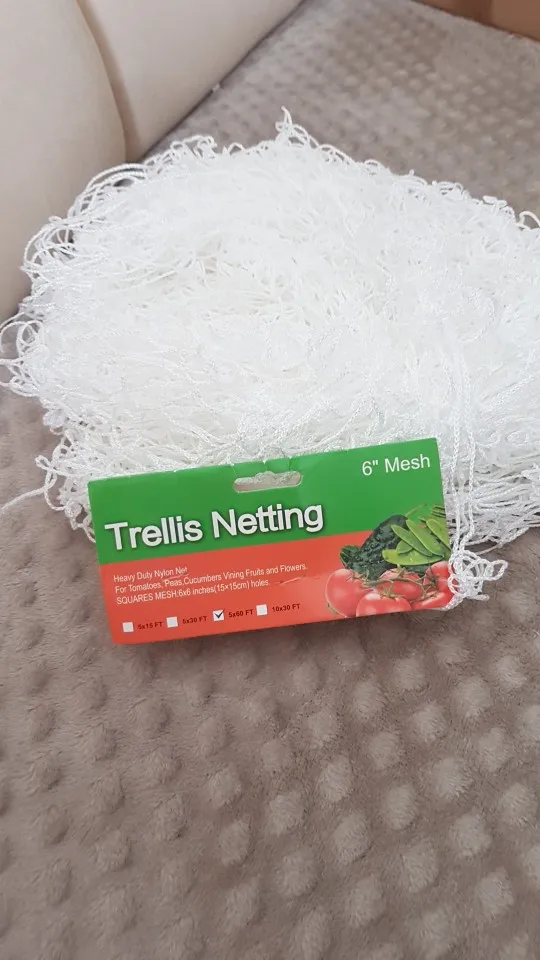 6" Mesh
Trellis Netting
Heavy Duty Nylon Net
For Tomatoes, Peas,Cucumbers Vining Fruits and Flowers.
SQUARES MESH:6x6 inches(15×15cm) holes.
5x15 FT 5x30 FT 5x60 FT 10x30 FT